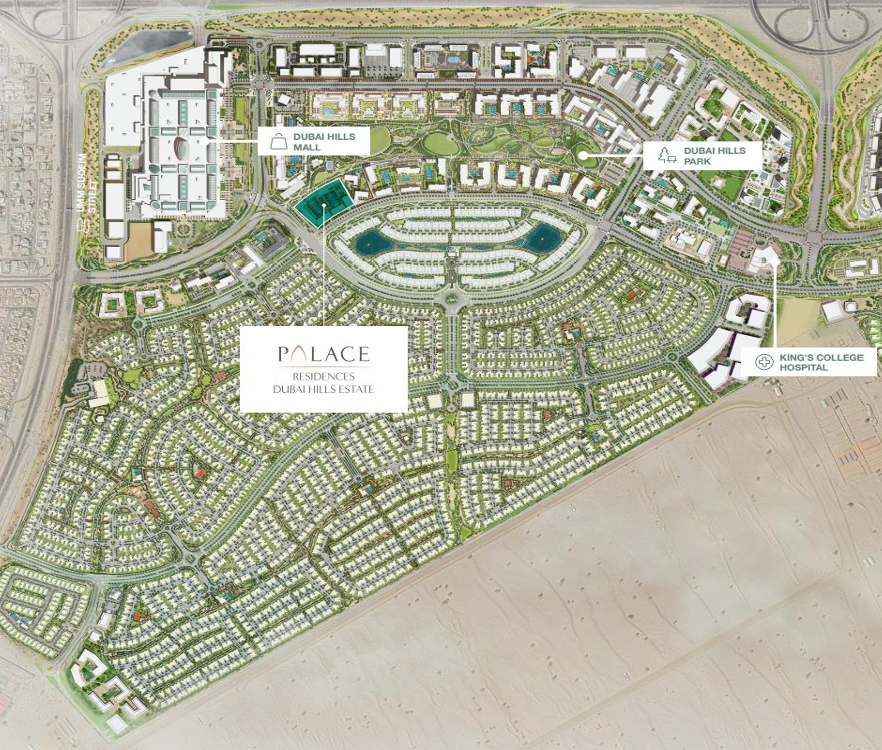 DUBAI HILLS
MALL
DUBAI HILLS
PARK
UMM SUQEIM
STREET
PALACE
RESIDENCES
DUBAI HILLS ESTATE
KING'S COLLEGE
HOSPITAL